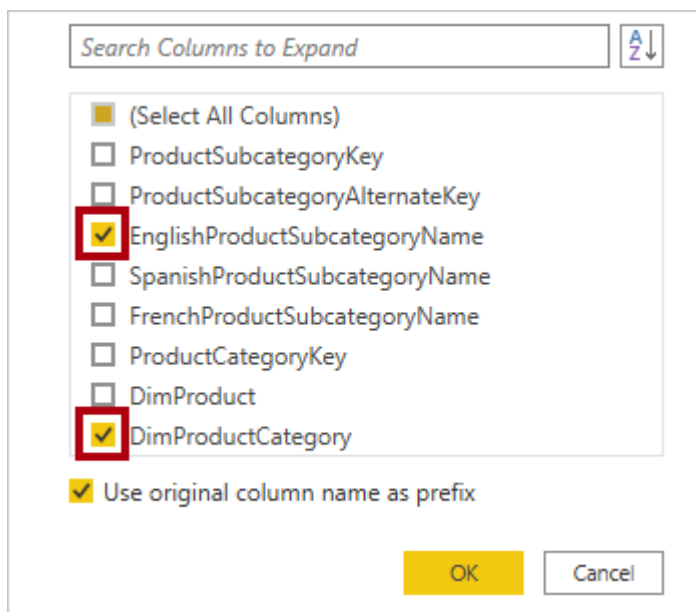 Search Columns to Expand
(Select All Columns)
ProductSubcategoryKey
ProductSubcategoryAlternateKey
EnglishProductSubcategoryName
SpanishProductSubcategoryName
FrenchProductSubcategoryName
ProductCategoryKey
DimProduct
DimProductCategory
Use original column name as prefix
OK Cancel